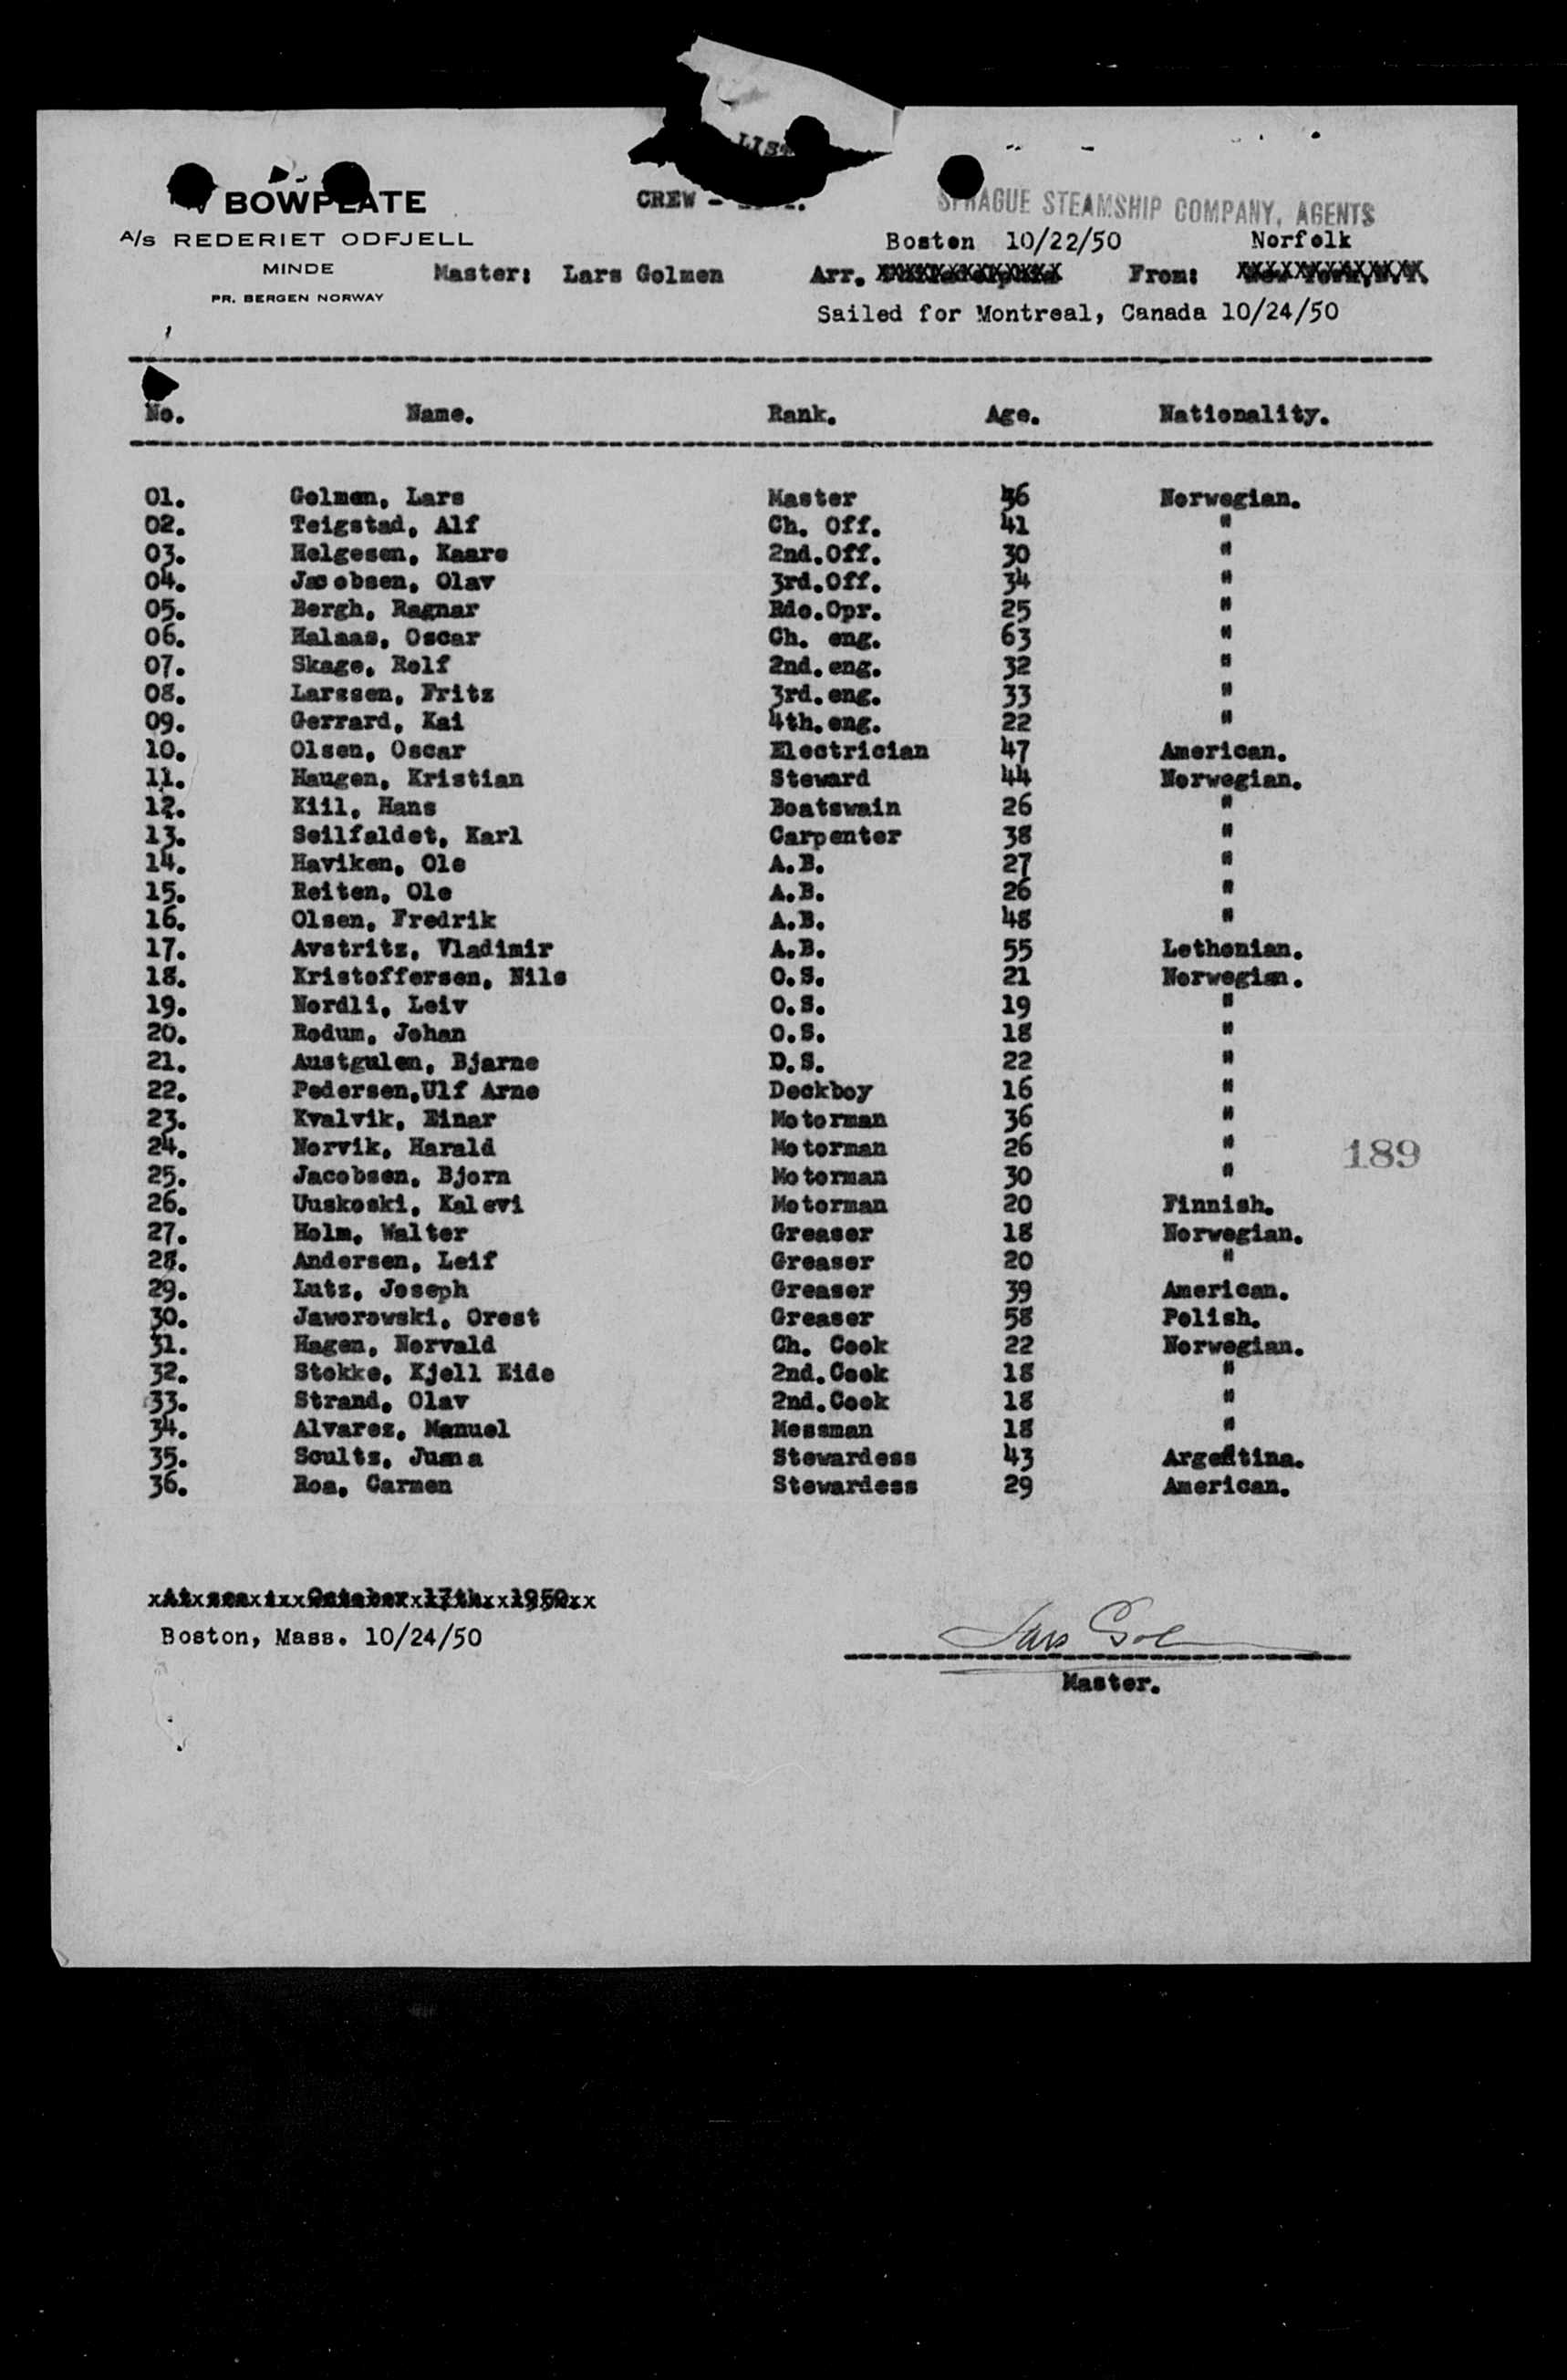 BOWPLATE
CREW -
SPRAGUE STEAMSHIP COMPANY, AGENTS
A/S REDERIET ODFJELL
Boston 10/22/50 Norfolk
MINDE
Master: Lars Golmen Arr. From:
PR. BERGEN NORWAY
Sailed for Montreal, Canada 10/24/50
No. Name. Rank. Age. Nationality.
01. Golmen, Lars Master 46 Norwegian.
02. Teigstad, Alf Ch. Off. 41 "
03. Helgesen, Kaare 2nd.Off. 30 "
04. Jacobsen, Olav 3rd.Off. 34 "
05. Bergh, Ragnar Rdo.Opr. 25 "
06. Halaas, Oscar Ch. eng. 63 "
07. Skage, Rolf 2nd.eng. 32 "
08. Larssen, Fritz 3rd.eng. 33 "
09. Gerrard, Kai 4th.eng. 22 "
10. Olsen, Oscar Electrician 47 American.
11. Haugen, Kristian Steward 44 Norwegian.
12. Kiil, Hans Boatswain 26 "
13. Seilfaldet, Karl Carpenter 38 "
14. Haviken, Ole A.B. 27 "
15. Reiten, Ole A.B. 26 "
16. Olsen, Fredrik A.B. 48 "
17. Avstritz, Vladimir A.B. 55 Lethonian.
18. Kristoffersen, Nils O.S. 21 Norwegian.
19. Nordli, Leiv O.S. 19 "
20. Rodum, Johan O.S. 18 "
21. Austgulen, Bjarne D.S. 22 "
22. Pedersen,Ulf Arne Deckboy 16 "
23. Kvalvik, Einar Motorman 36 "
24. Norvik, Harald Motorman 26 "
189
25. Jacobsen, Bjorn Motorman 30 "
26. Uuskoski, Kalevi Motorman 20 Finnish.
27. Holm, Walter Greaser 18 Norwegian.
28. Andersen, Leif Greaser 20 "
29. Lutz, Joseph Greaser 39 American.
30. Jaworowski, Orest Greaser 58 Polish.
31. Hagen, Norvald Ch. Cook 22 Norwegian.
32. Stokke, Kjell Eide 2nd.Cook 18 "
33. Strand, Olav 2nd.Cook 18 "
34. Alvarez, Manuel Messman 18 "
35. Scultz, Juana Stewardess 43 Argentina.
36. Roa, Carmen Stewardess 29 American.
At sea October 17th 1950
Boston, Mass. 10/24/50
Lars Gol
Master.